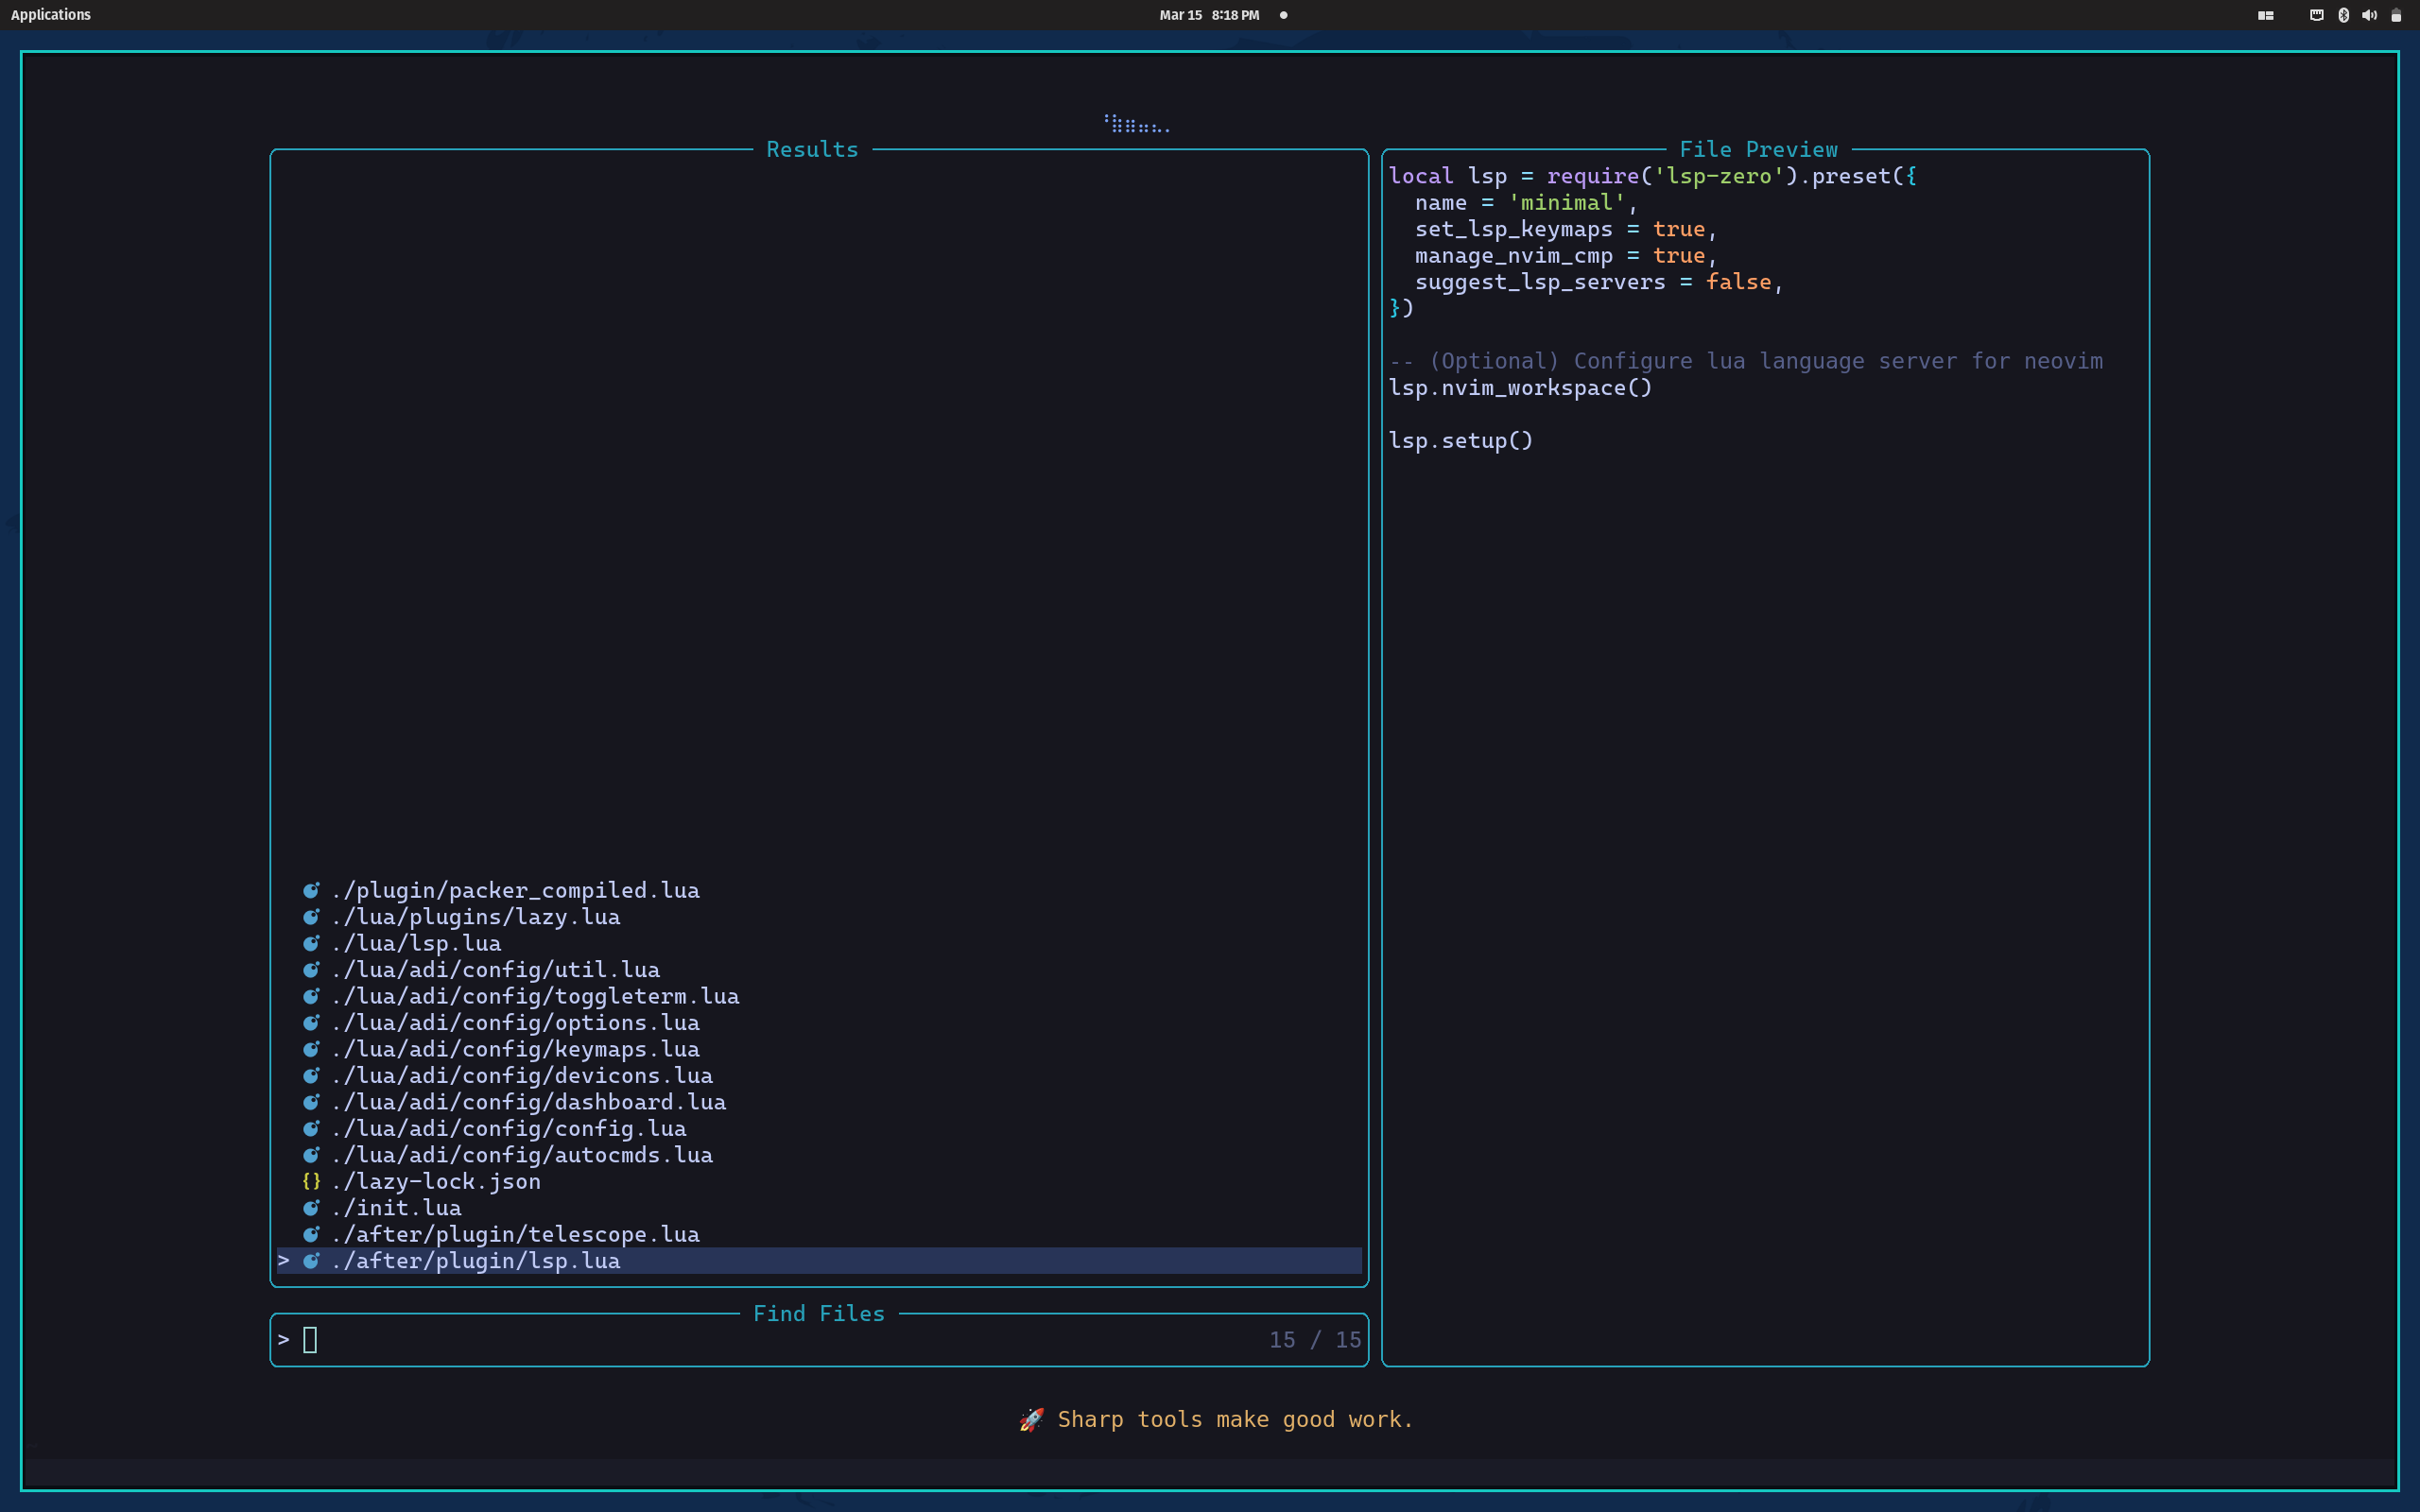 Applications
Mar 15 8:18 PM
Results
./plugin/packer_compiled.lua
./lua/plugins/lazy.lua
./lua/lsp.lua
./lua/adi/config/util.lua
./lua/adi/config/toggleterm.lua
./lua/adi/config/options.lua
./lua/adi/config/keymaps.lua
./lua/adi/config/devicons.lua
./lua/adi/config/dashboard.lua
./lua/adi/config/config.lua
./lua/adi/config/autocmds.lua
{} ./lazy-lock.json
./init.lua
./after/plugin/telescope.lua
> ./after/plugin/lsp.lua
Find Files
> 15 / 15
File Preview
local lsp = require('lsp-zero').preset({
  name = 'minimal',
  set_lsp_keymaps = true,
  manage_nvim_cmp = true,
  suggest_lsp_servers = false,
})
-- (Optional) Configure lua language server for neovim
lsp.nvim_workspace()
lsp.setup()
🚀 Sharp tools make good work.